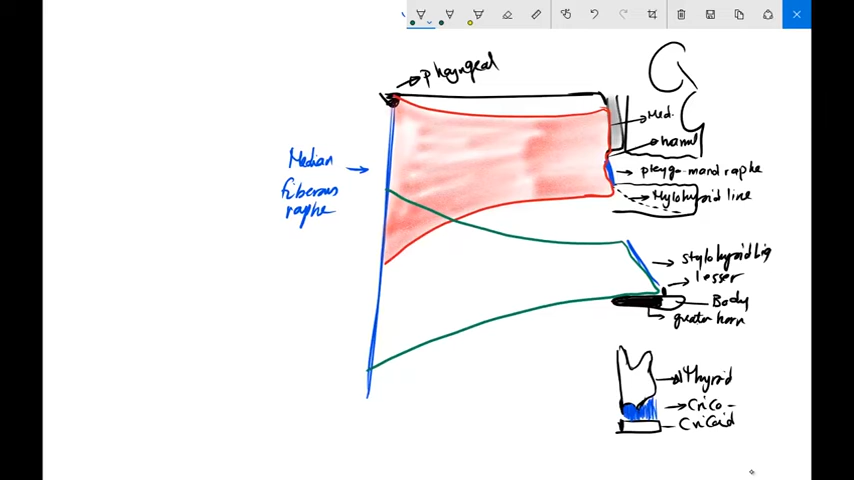 pharyngeal
Median
fiberous
raphe
Med.
hamul
pterygo-mand raphe
Mylohyoid line
stylohyoid lig
lesser
Body
greater horn
Thyroid
Crico-
Cricoid